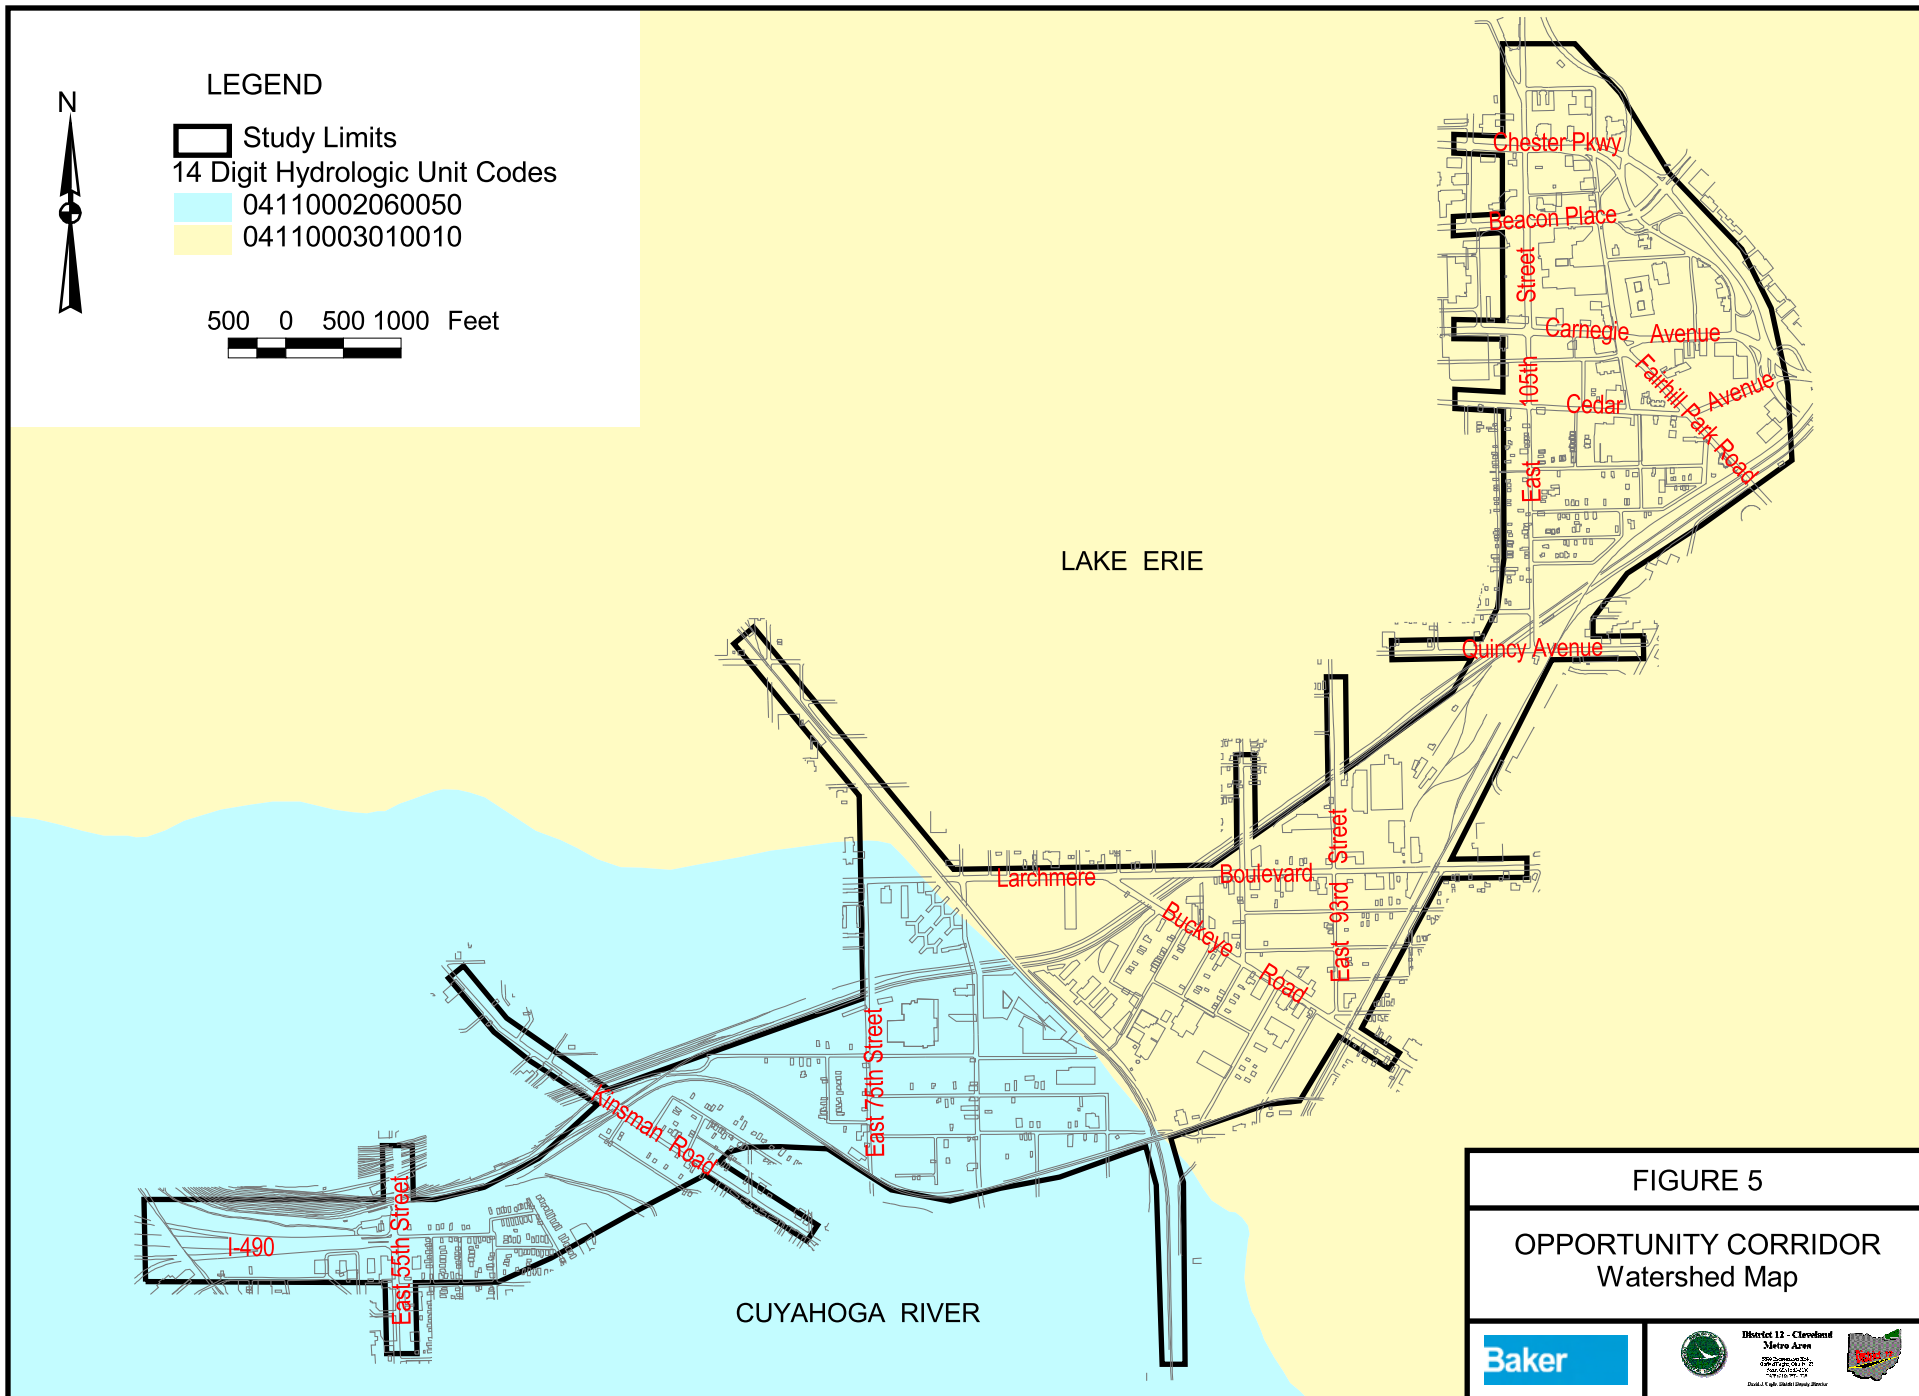 LEGEND
N
Study Limits
14 Digit Hydrologic Unit Codes
04110002060050
04110003010010
500 0 500 1000 Feet
Chester Pkwy
Beacon Place
East 105th Street
Carnegie Avenue
Fairhill Park Road
Cedar Avenue
LAKE ERIE
Quincy Avenue
East 93rd Street
Larchmere Boulevard
Buckeye Road
East 75th Street
Kinsman Road
East 55th Street
I-490
CUYAHOGA RIVER
FIGURE 5
OPPORTUNITY CORRIDOR
Watershed Map
Baker
District 12 - Cleveland
Metro Area